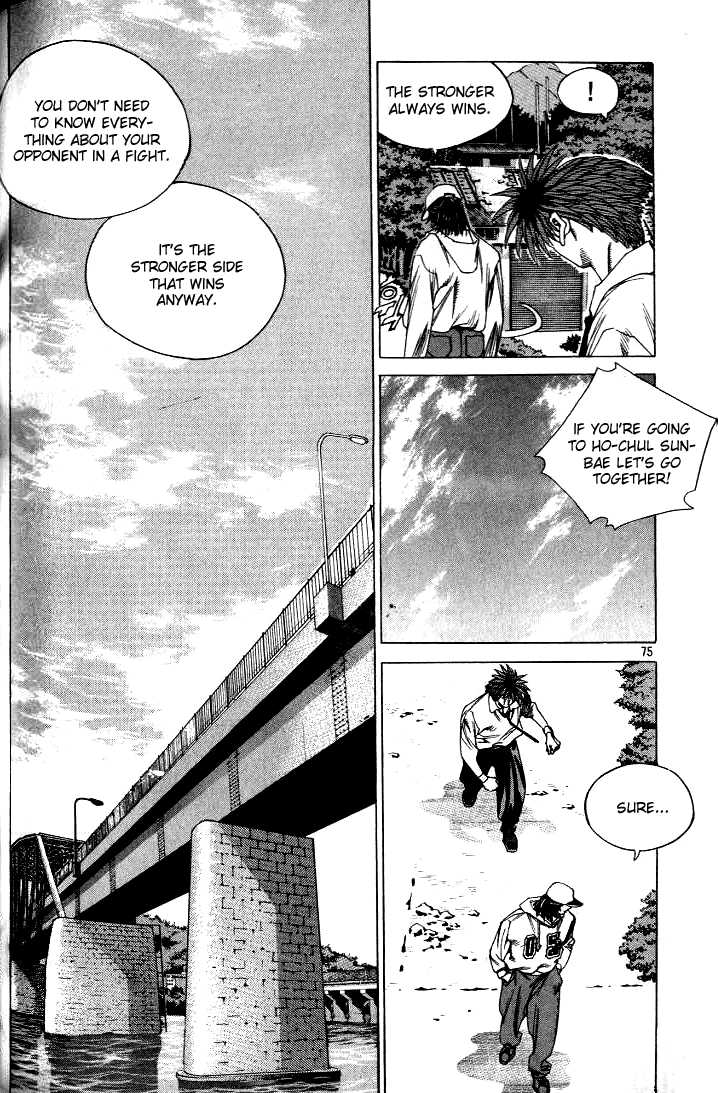 YOU DON'T NEED
TO KNOW EVERY-
THING ABOUT YOUR
OPPONENT IN A FIGHT.
IT'S THE
STRONGER SIDE
THAT WINS
ANYWAY.
THE STRONGER
ALWAYS WINS.
!
IF YOU'RE GOING
TO HO-CHUL SUN-
BAE LET'S GO
TOGETHER!
75
SURE...